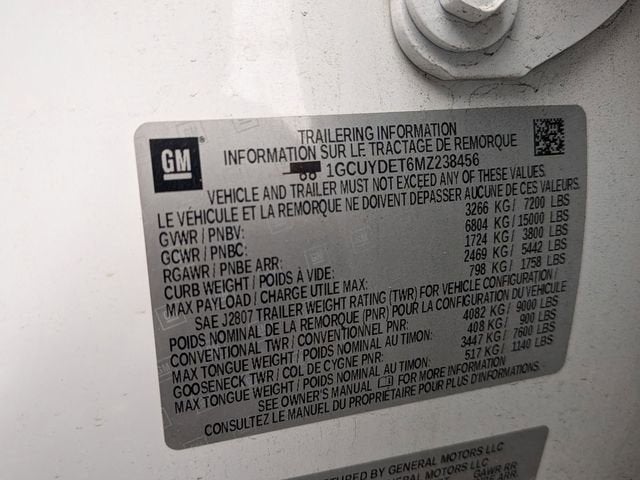 GM
TRAILERING INFORMATION
INFORMATION SUR LE TRACTAGE DE REMORQUE
1GCUYDET6MZ238456
VEHICLE AND TRAILER MUST NOT EXCEED ANY OF THESE VALUES.
LE VÉHICULE ET LA REMORQUE NE DOIVENT DÉPASSER AUCUNE DE CES VALEURS.
GVWR / PNBV: 3266 KG/ 7200 LBS
GCWR / PNBC: 6804 KG/ 15000 LBS
RGAWR / PNBE ARR: 1724 KG/ 3800 LBS
CURB WEIGHT / POIDS À VIDE: 2469 KG/ 5442 LBS
MAX PAYLOAD / CHARGE UTILE MAX: 798 KG/ 1758 LBS
SAE J2807 TRAILER WEIGHT RATING (TWR) FOR VEHICLE CONFIGURATION /
POIDS NOMINAL DE LA REMORQUE (PNR) POUR LA CONFIGURATION DU VÉHICULE
CONVENTIONAL TWR / CONVENTIONNEL PNR: 4082 KG/ 9000 LBS
MAX TONGUE WEIGHT / POIDS NOMINAL AU TIMON: 408 KG/ 900 LBS
GOOSENECK TWR / COL DE CYGNE PNR: 3447 KG/ 7600 LBS
MAX TONGUE WEIGHT / POIDS NOMINAL AU TIMON: 517 KG/ 1140 LBS
SEE OWNER'S MANUAL FOR MORE INFORMATION
CONSULTEZ LE MANUEL DU PROPRIÉTAIRE POUR PLUS D'INFORMATION
FACTURED BY GENERAL MOTORS LLC
GENERAL MOTORS LLC
GAWR RR